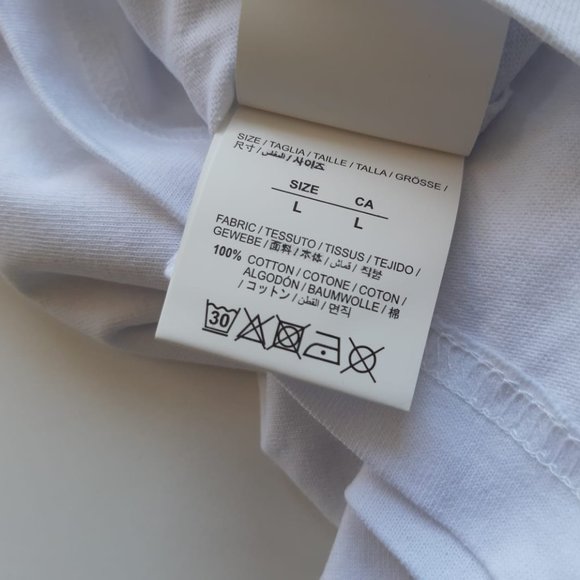 SIZE / TAGLIA / TAILLE / TALLA / GRÖSSE /
尺寸 / المقاس / 사이즈
SIZE CA
L L
FABRIC / TESSUTO / TISSUS / TEJIDO /
GEWEBE / 面料 / 本体 / قماش / 직붐
100% COTTON / COTONE / COTON /
ALGODÓN / BAUMWOLLE / 棉
/ コットン / القطن / 면직
30